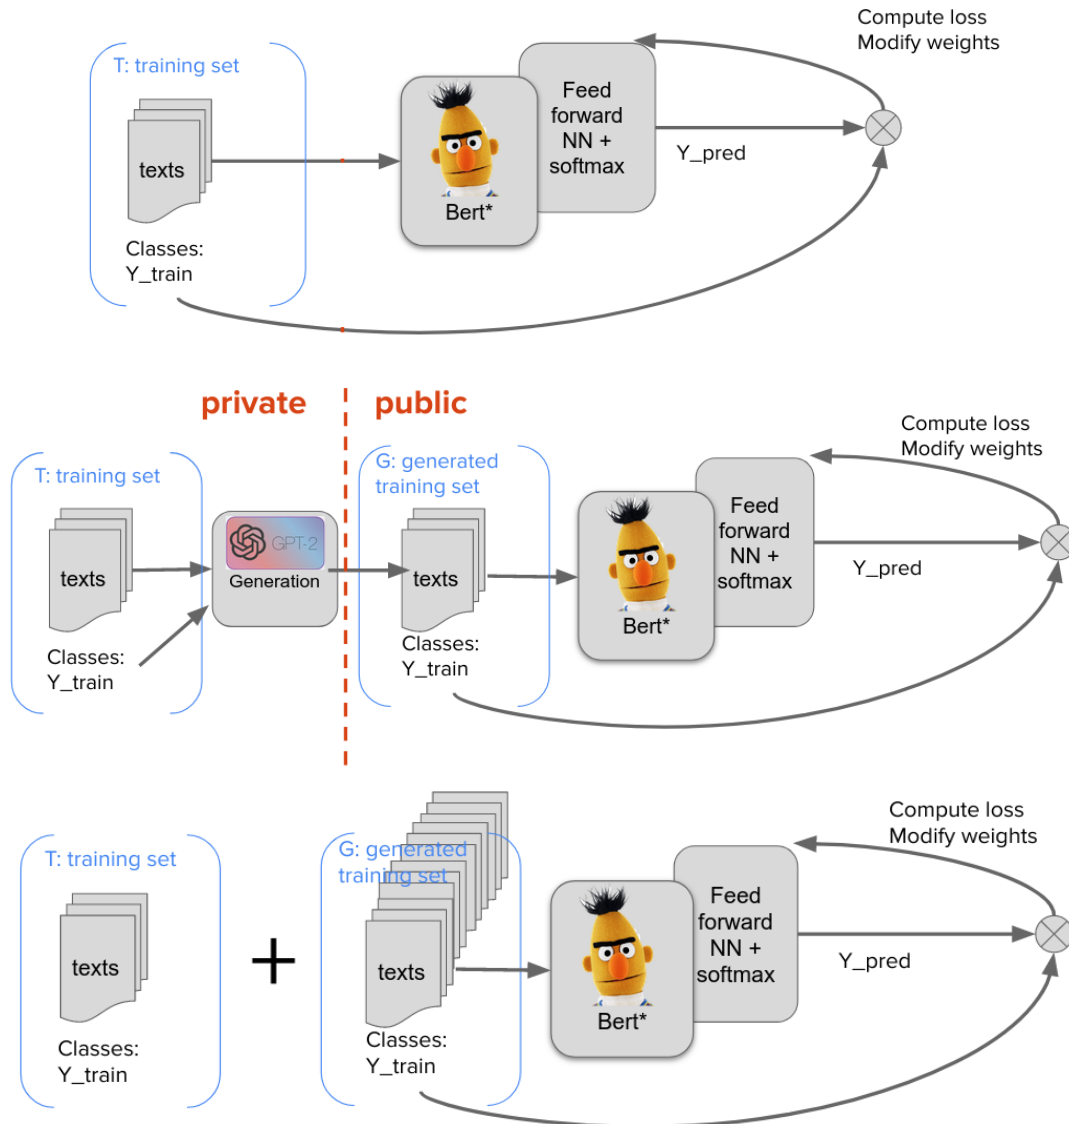 Compute loss
Modify weights
T: training set
Feed
forward
NN +
softmax
texts
Y_pred
Bert*
Classes:
Y_train
private
public
Compute loss
Modify weights
T: training set
G: generated
training set
Feed
forward
NN +
softmax
GPT-2
Generation
texts
texts
Y_pred
Bert*
Classes:
Y_train
Classes:
Y_train
Compute loss
Modify weights
T: training set
G: generated
training set
Feed
forward
NN +
softmax
texts
+
texts
Y_pred
Bert*
Classes:
Y_train
Classes:
Y_train